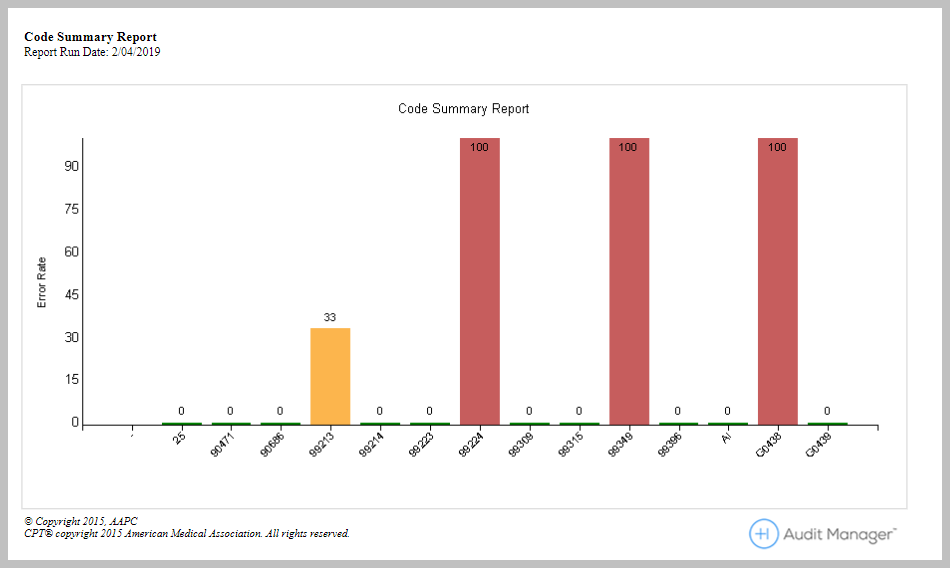 Code Summary Report
Report Run Date: 2/04/2019
Code Summary Report
Error Rate
90
75
60
45
30
15
0
0 0 0 33 0 0 100 0 0 100 0 0 100 0
- 25 90471 90686 99213 99214 99223 99224 99309 99315 99349 99396 AI G0438 G0439
© Copyright 2015, AAPC
CPT® copyright 2015 American Medical Association. All rights reserved.
H Audit Manager™